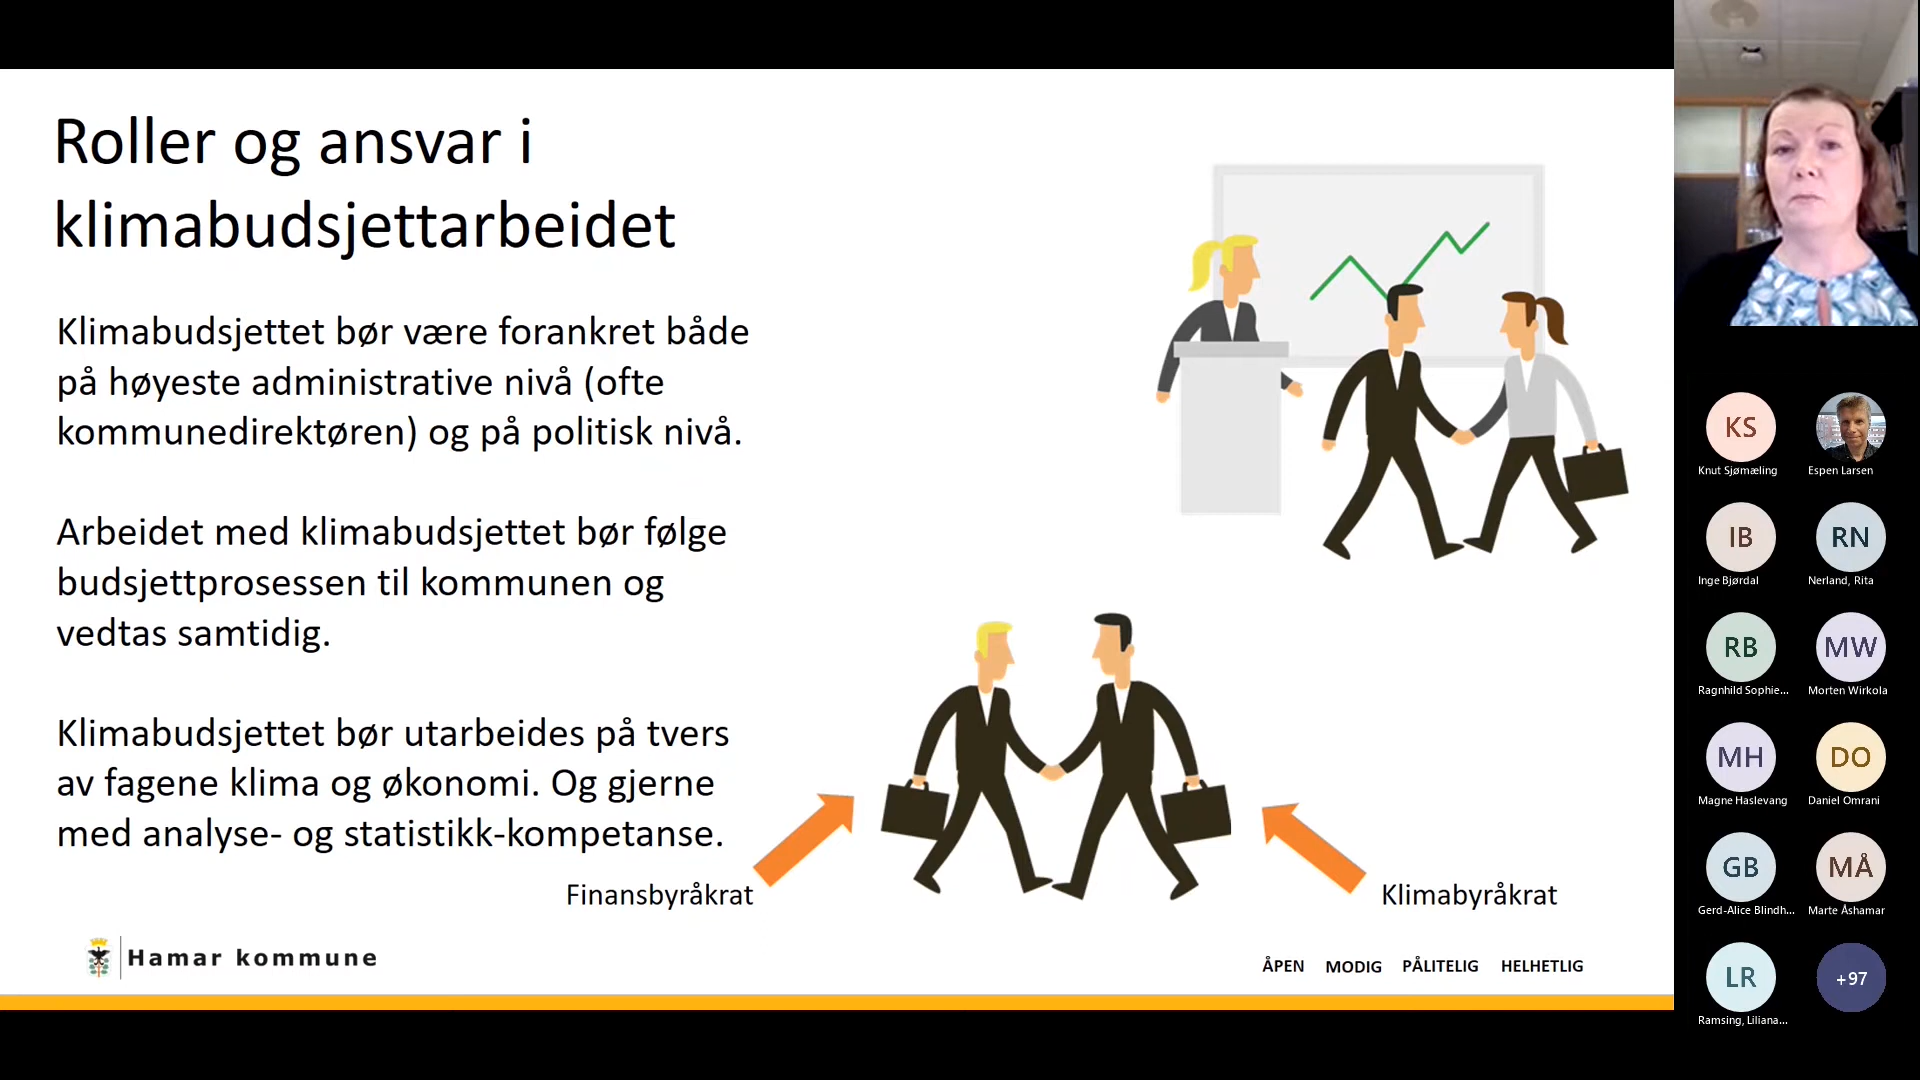 Roller og ansvar i
klimabudsjettarbeidet
Klimabudsjettet bør være forankret både
på høyeste administrative nivå (ofte
kommunedirektøren) og på politisk nivå.
Arbeidet med klimabudsjettet bør følge
budsjettprosessen til kommunen og
vedtas samtidig.
Klimabudsjettet bør utarbeides på tvers
av fagene klima og økonomi. Og gjerne
med analyse- og statistikk-kompetanse.
Finansbyråkrat
Klimabyråkrat
Hamar kommune
ÅPEN MODIG PÅLITELIG HELHETLIG
KS
Knut Sjømæling
Espen Larsen
IB
Inge Bjørdal
RN
Nerland, Rita
RB
Ragnhild Sophie...
MW
Morten Wirkola
MH
Magne Haslevang
DO
Daniel Omrani
GB
Gerd-Alice Blindh...
MÅ
Marte Åshamar
LR
Ramsing, Liliana...
+97